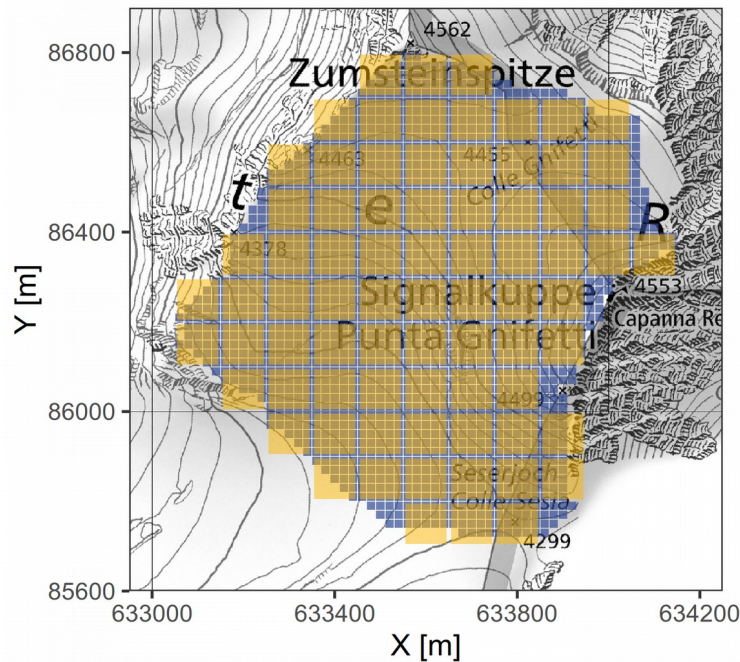 4562
86800
Zumsteinspitze
4463
4455
Colle Gnifetti
t
e
R
86400
4378
Signalkuppe
4553
Punta Gnifetti
Capanna Re
Y [m]
4499
86000
Seserjoch
Colle Sesia
4299
85600
633000
633400
633800
634200
X [m]